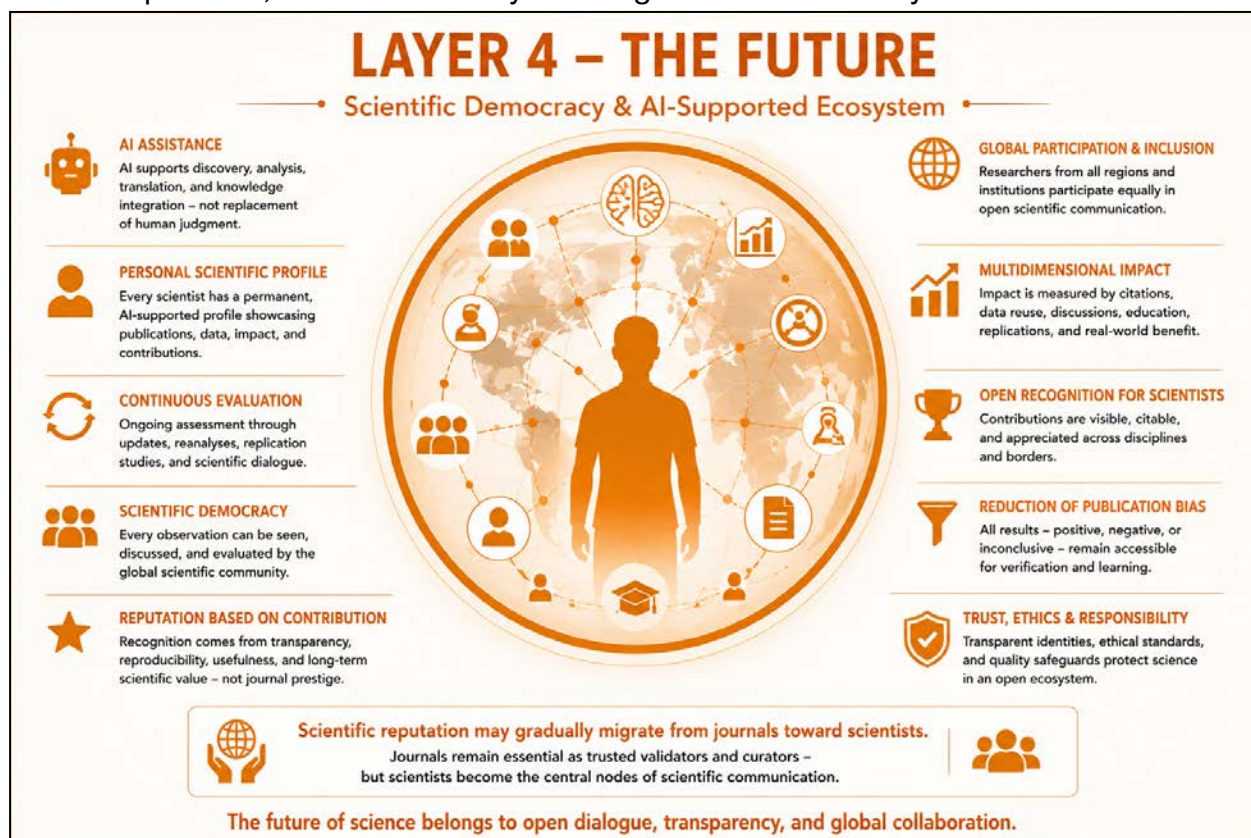 LAYER 4 – THE FUTURE
Scientific Democracy & AI-Supported Ecosystem
AI ASSISTANCE
AI supports discovery, analysis,
translation, and knowledge
integration – not replacement
of human judgment.
PERSONAL SCIENTIFIC PROFILE
Every scientist has a permanent,
AI-supported profile showcasing
publications, data, impact, and
contributions.
CONTINUOUS EVALUATION
Ongoing assessment through
updates, reanalyses, replication
studies, and scientific dialogue.
SCIENTIFIC DEMOCRACY
Every observation can be seen,
discussed, and evaluated by the
global scientific community.
REPUTATION BASED ON CONTRIBUTION
Recognition comes from transparency,
reproducibility, usefulness, and long-term
scientific value – not journal prestige.
GLOBAL PARTICIPATION & INCLUSION
Researchers from all regions and
institutions participate equally in
open scientific communication.
MULTIDIMENSIONAL IMPACT
Impact is measured by citations,
data reuse, discussions, education,
replications, and real-world benefit.
OPEN RECOGNITION FOR SCIENTISTS
Contributions are visible, citable,
and appreciated across disciplines
and borders.
REDUCTION OF PUBLICATION BIAS
All results – positive, negative, or
inconclusive – remain accessible
for verification and learning.
TRUST, ETHICS & RESPONSIBILITY
Transparent identities, ethical standards,
and quality safeguards protect science
in an open ecosystem.
Scientific reputation may gradually migrate from journals toward scientists.
Journals remain essential as trusted validators and curators –
but scientists become the central nodes of scientific communication.
The future of science belongs to open dialogue, transparency, and global collaboration.